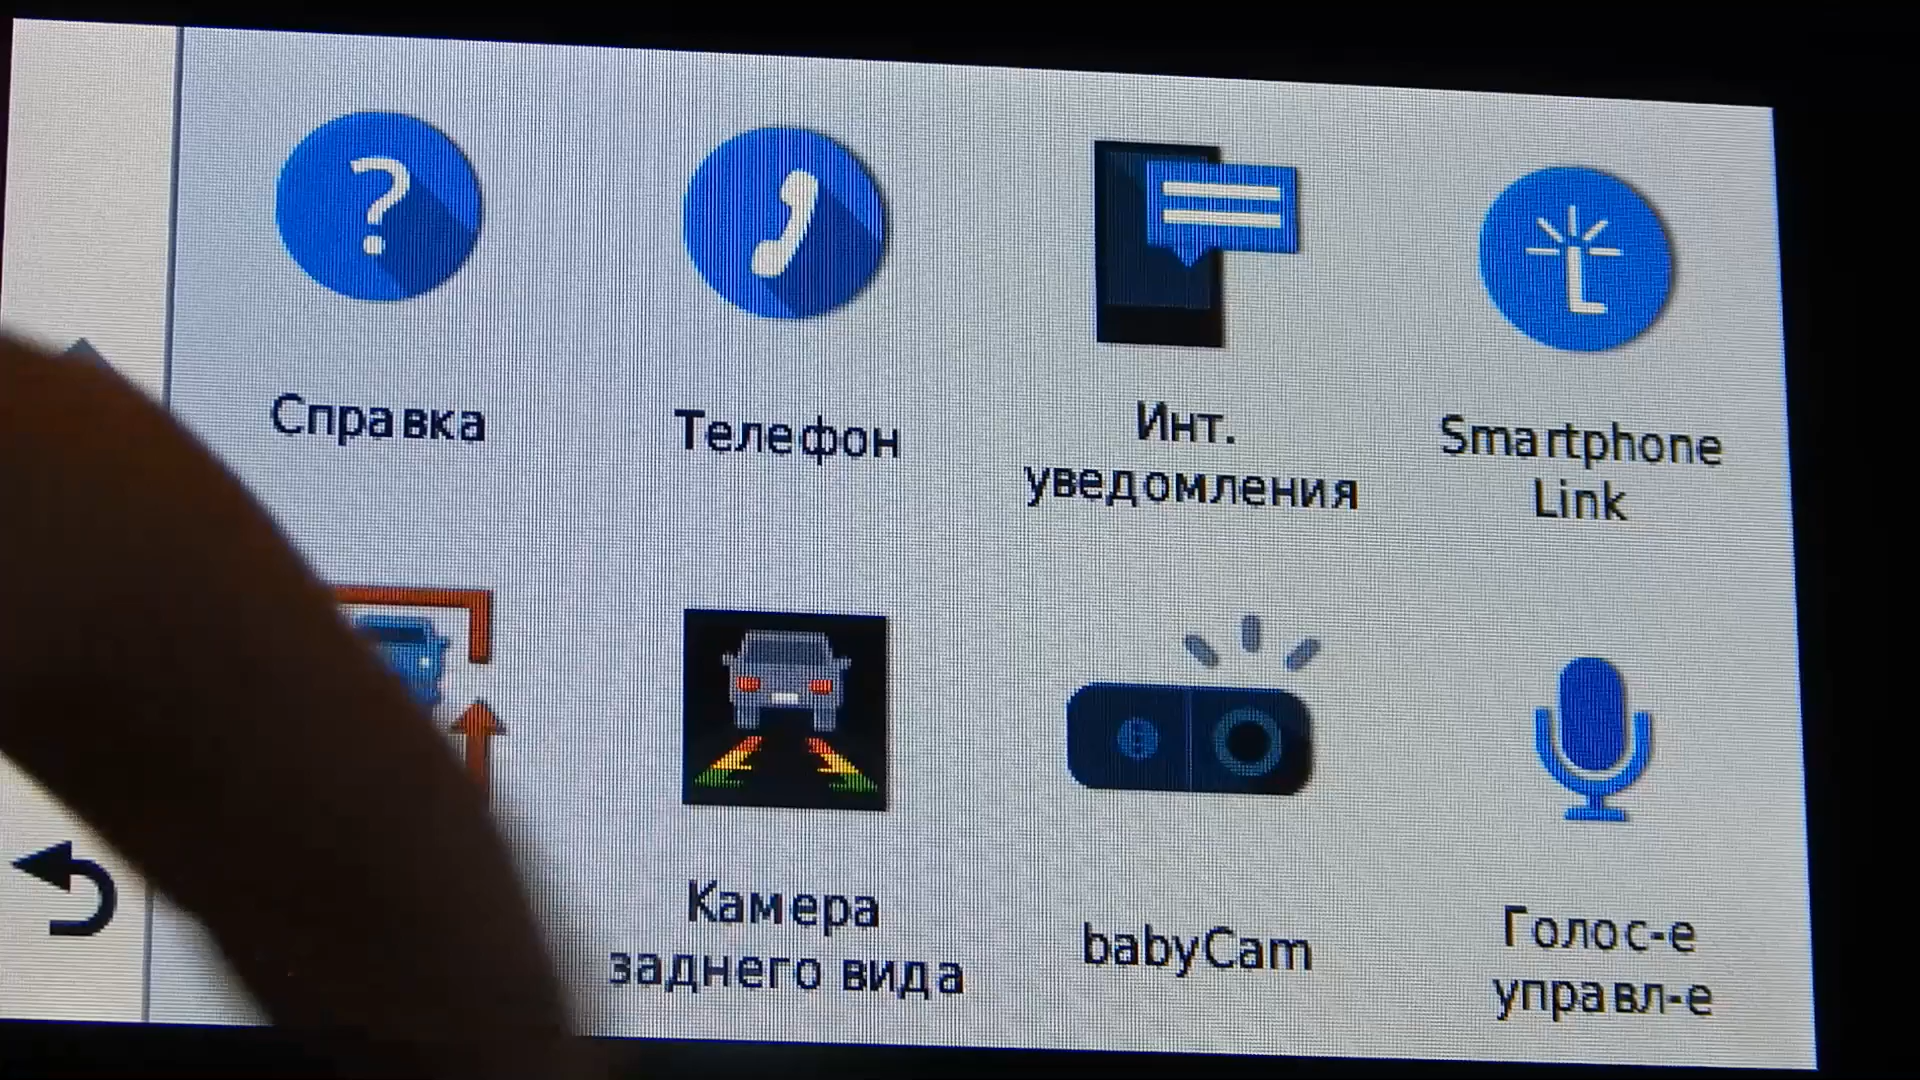 Справка
Телефон
Инт.
уведомления
Smartphone
Link
Камера
заднего вида
babyCam
Голос-е
управл-е